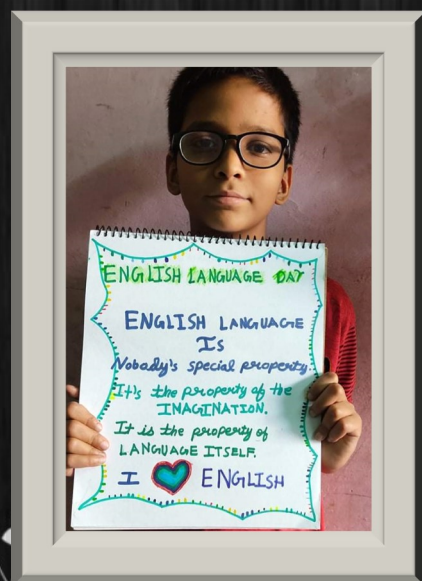 ENGLISH LANGUAGE DAY
ENGLISH LANGUAGE
Is
Nobody's special property.
It's the property of the
IMAGINATION.
It is the property of
LANGUAGE ITSELF.
I ENGLISH